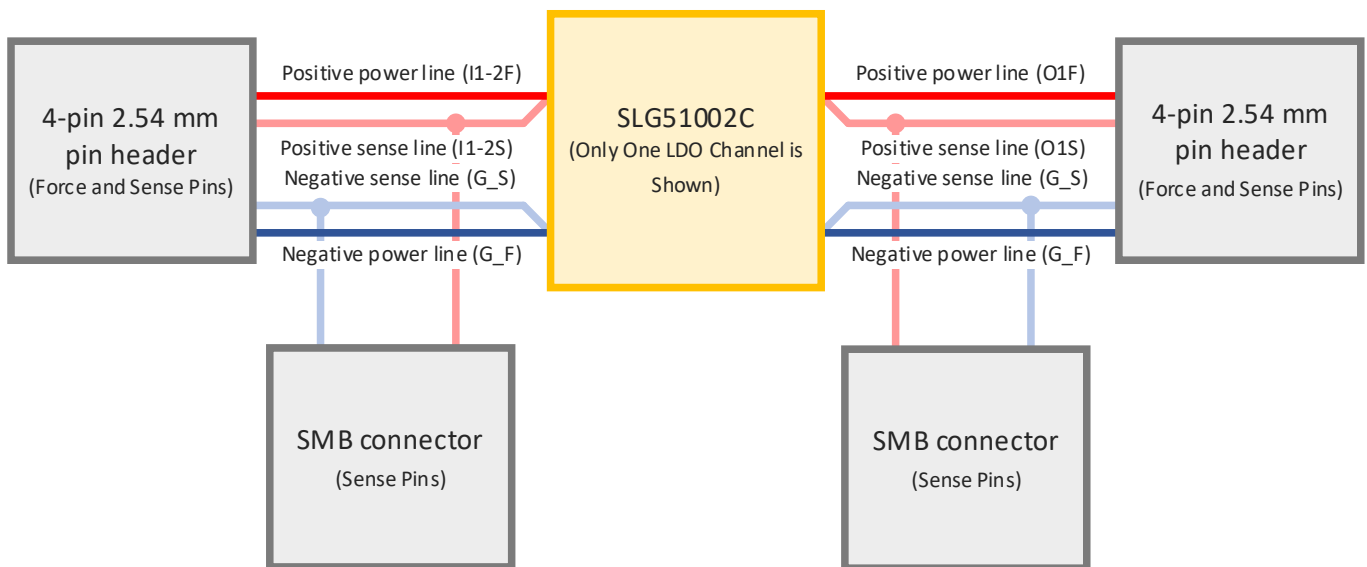 4-pin 2.54 mm
pin header
(Force and Sense Pins)
Positive power line (I1-2F)
Positive sense line (I1-2S)
Negative sense line (G_S)
Negative power line (G_F)
SLG51002C
(Only One LDO Channel is
Shown)
Positive power line (O1F)
Positive sense line (O1S)
Negative sense line (G_S)
Negative power line (G_F)
4-pin 2.54 mm
pin header
(Force and Sense Pins)
SMB connector
(Sense Pins)
SMB connector
(Sense Pins)